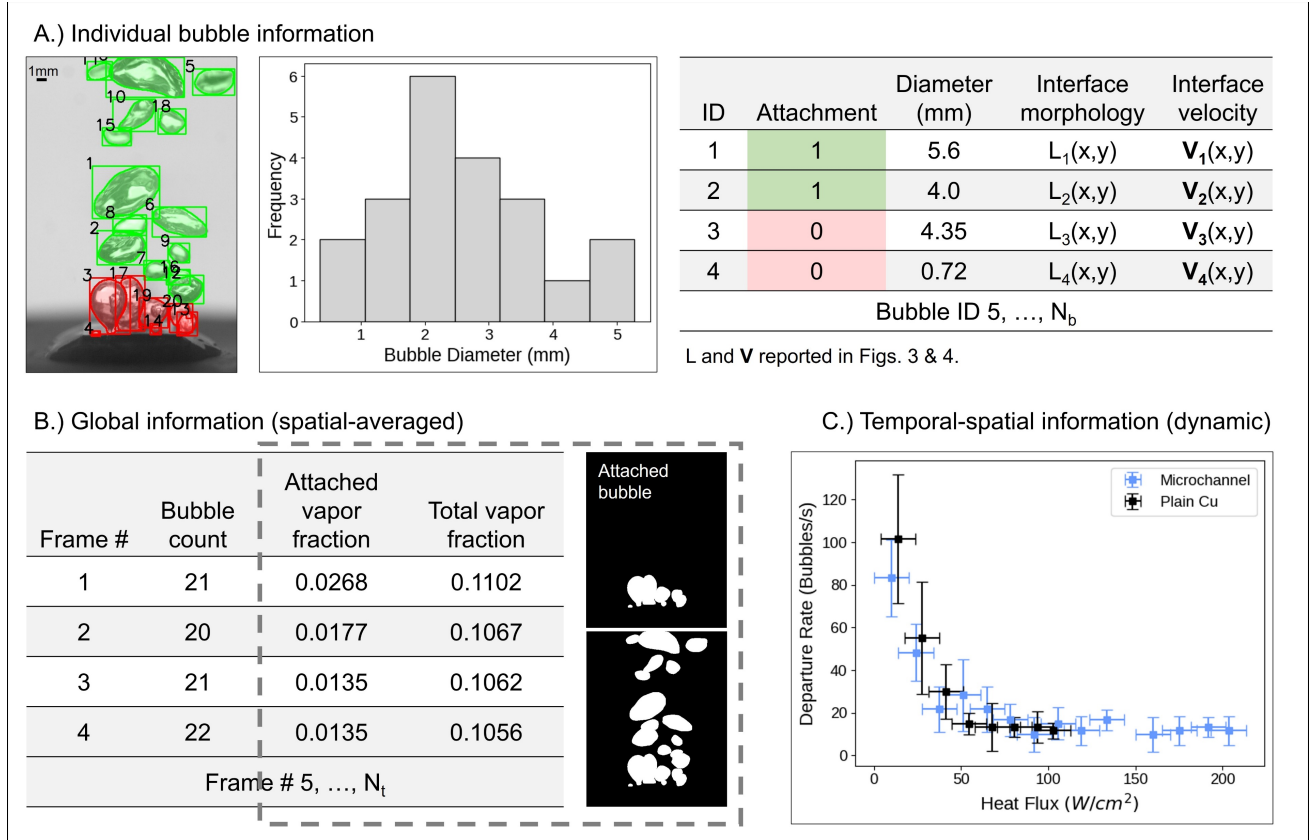 A.) Individual bubble information
1mm
5
10
18
15
1
8
6
2
9
7
16
12
3
17
19
20
14
4
6
5
4
3
2
1
0
Frequency
1 2 3 4 5
Bubble Diameter (mm)
ID Attachment Diameter (mm) Interface morphology Interface velocity
1 1 5.6 L₁(x,y) V₁(x,y)
2 1 4.0 L₂(x,y) V₂(x,y)
3 0 4.35 L₃(x,y) V₃(x,y)
4 0 0.72 L₄(x,y) V₄(x,y)
Bubble ID 5, ..., N_b
L and V reported in Figs. 3 & 4.
B.) Global information (spatial-averaged)
Frame # Bubble count Attached vapor fraction Total vapor fraction
1 21 0.0268 0.1102
2 20 0.0177 0.1067
3 21 0.0135 0.1062
4 22 0.0135 0.1056
Frame # 5, ..., N_t
Attached
bubble
C.) Temporal-spatial information (dynamic)
Microchannel
Plain Cu
120
100
80
60
40
20
0
Departure Rate (Bubbles/s)
0 50 100 150 200
Heat Flux (W/cm²)